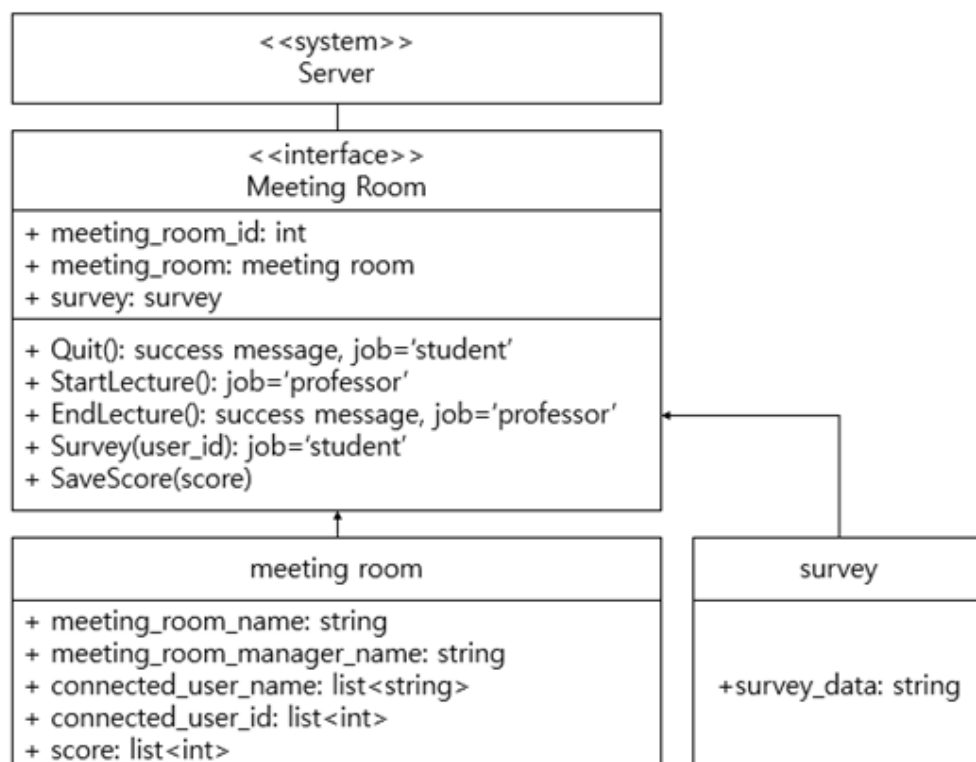 <<system>>
Server
<<interface>>
Meeting Room
+ meeting_room_id: int
+ meeting_room: meeting room
+ survey: survey
+ Quit(): success message, job=‘student’
+ StartLecture(): job=‘professor’
+ EndLecture(): success message, job=‘professor’
+ Survey(user_id): job=‘student’
+ SaveScore(score)
meeting room
+ meeting_room_name: string
+ meeting_room_manager_name: string
+ connected_user_name: list<string>
+ connected_user_id: list<int>
+ score: list<int>
survey
+survey_data: string